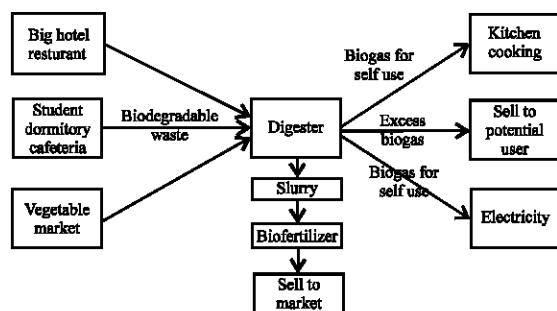 Big hotel
resturant
Student
dormitory
cafeteria
Vegetable
market
Biodegradable
waste
Digester
Slurry
Biofertilizer
Sell to
market
Biogas for
self use
Excess
biogas
Biogas for
self use
Kitchen
cooking
Sell to
potential
user
Electricity